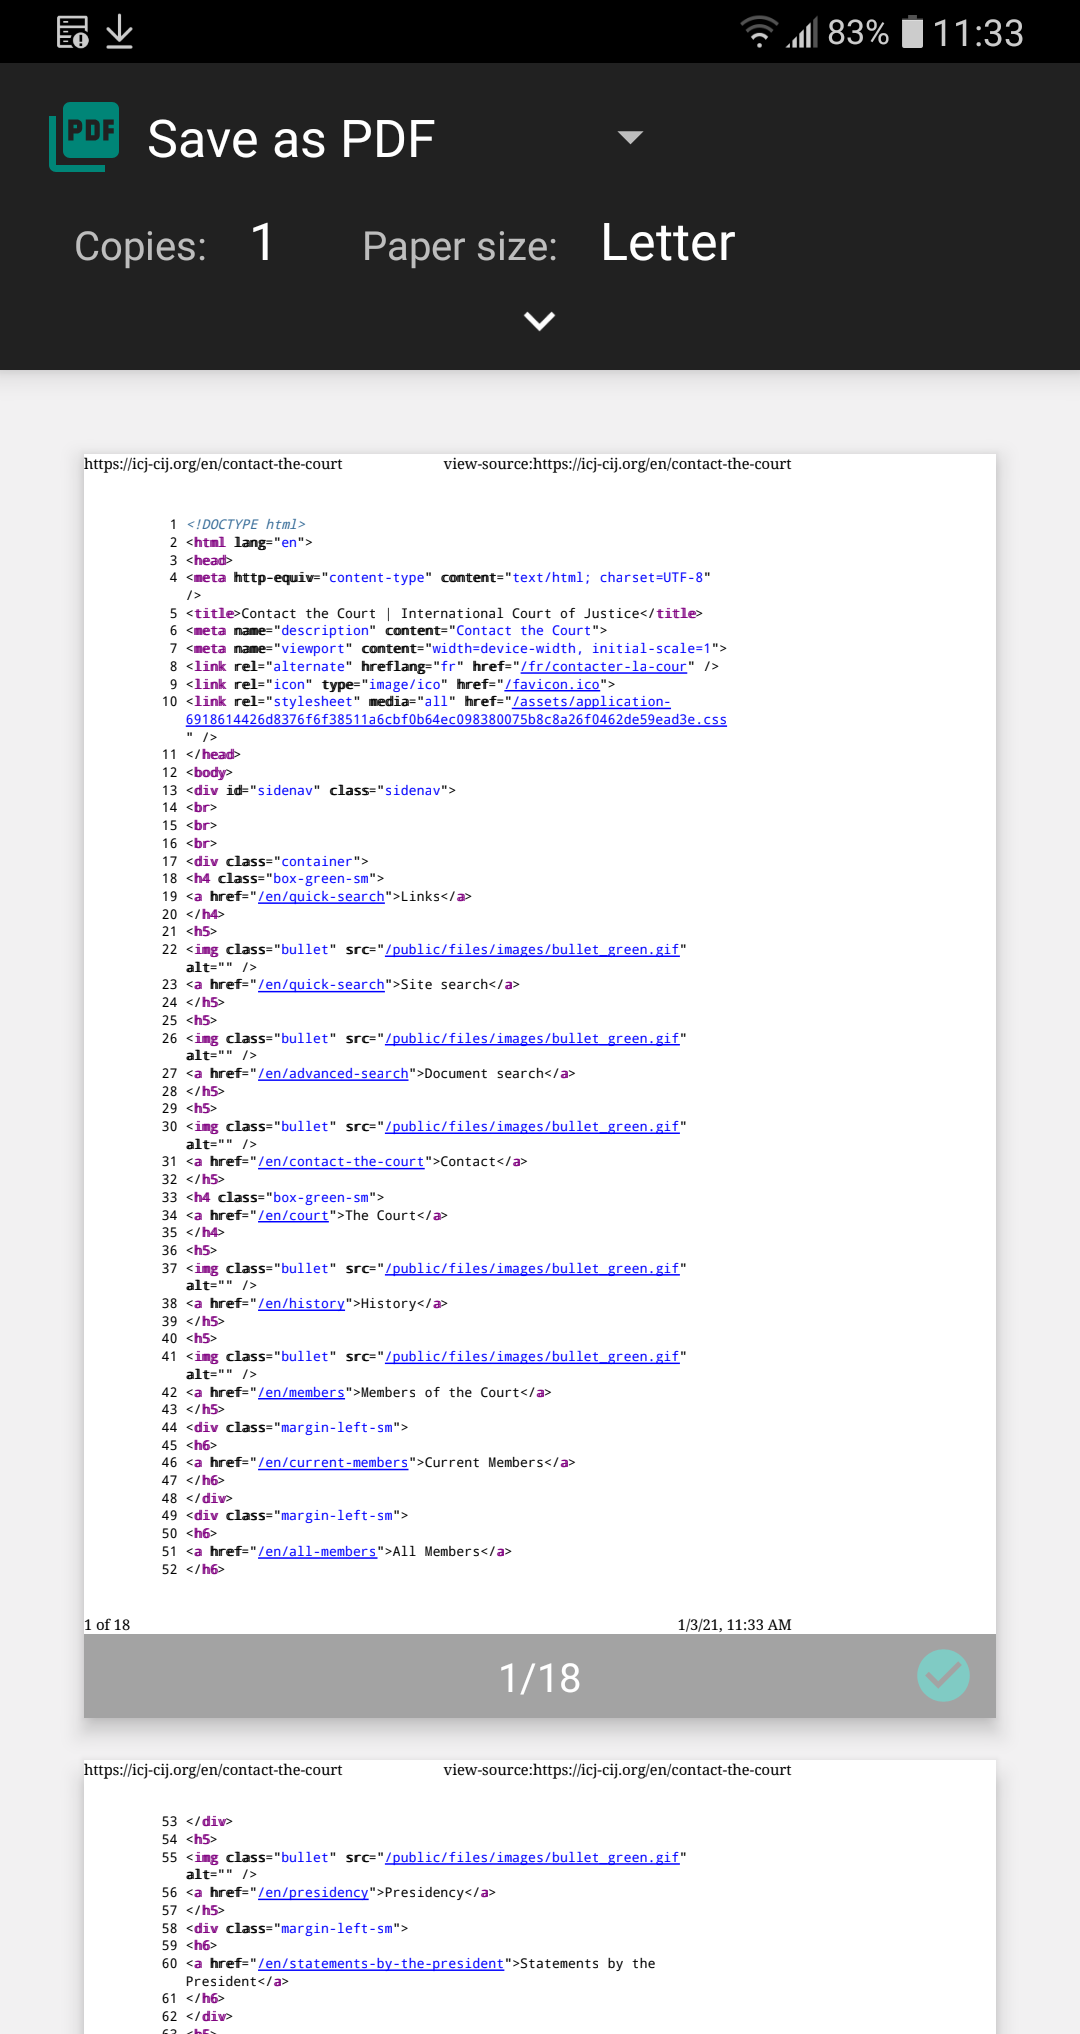 83% 11:33
PDF Save as PDF
Copies: 1 Paper size: Letter
https://icj-cij.org/en/contact-the-court view-source:https://icj-cij.org/en/contact-the-court
1 <!DOCTYPE html>
2 <html lang="en">
3 <head>
4 <meta http-equiv="content-type" content="text/html; charset=UTF-8"
/>
5 <title>Contact the Court | International Court of Justice</title>
6 <meta name="description" content="Contact the Court">
7 <meta name="viewport" content="width=device-width, initial-scale=1">
8 <link rel="alternate" hreflang="fr" href="/fr/contacter-la-cour" />
9 <link rel="icon" type="image/ico" href="/favicon.ico">
10 <link rel="stylesheet" media="all" href="/assets/application-
6918614426d8376f6f38511a6cbf0b64ec098380075b8c8a26f0462de59ead3e.css
" />
11 </head>
12 <body>
13 <div id="sidenav" class="sidenav">
14 <br>
15 <br>
16 <br>
17 <div class="container">
18 <h4 class="box-green-sm">
19 <a href="/en/quick-search">Links</a>
20 </h4>
21 <h5>
22 <img class="bullet" src="/public/files/images/bullet_green.gif"
alt="" />
23 <a href="/en/quick-search">Site search</a>
24 </h5>
25 <h5>
26 <img class="bullet" src="/public/files/images/bullet_green.gif"
alt="" />
27 <a href="/en/advanced-search">Document search</a>
28 </h5>
29 <h5>
30 <img class="bullet" src="/public/files/images/bullet_green.gif"
alt="" />
31 <a href="/en/contact-the-court">Contact</a>
32 </h5>
33 <h4 class="box-green-sm">
34 <a href="/en/court">The Court</a>
35 </h4>
36 <h5>
37 <img class="bullet" src="/public/files/images/bullet_green.gif"
alt="" />
38 <a href="/en/history">History</a>
39 </h5>
40 <h5>
41 <img class="bullet" src="/public/files/images/bullet_green.gif"
alt="" />
42 <a href="/en/members">Members of the Court</a>
43 </h5>
44 <div class="margin-left-sm">
45 <h6>
46 <a href="/en/current-members">Current Members</a>
47 </h6>
48 </div>
49 <div class="margin-left-sm">
50 <h6>
51 <a href="/en/all-members">All Members</a>
52 </h6>
1 of 18 1/3/21, 11:33 AM
1/18
https://icj-cij.org/en/contact-the-court view-source:https://icj-cij.org/en/contact-the-court
53 </div>
54 <h5>
55 <img class="bullet" src="/public/files/images/bullet_green.gif"
alt="" />
56 <a href="/en/presidency">Presidency</a>
57 </h5>
58 <div class="margin-left-sm">
59 <h6>
60 <a href="/en/statements-by-the-president">Statements by the
President</a>
61 </h6>
62 </div>
63 <h5>